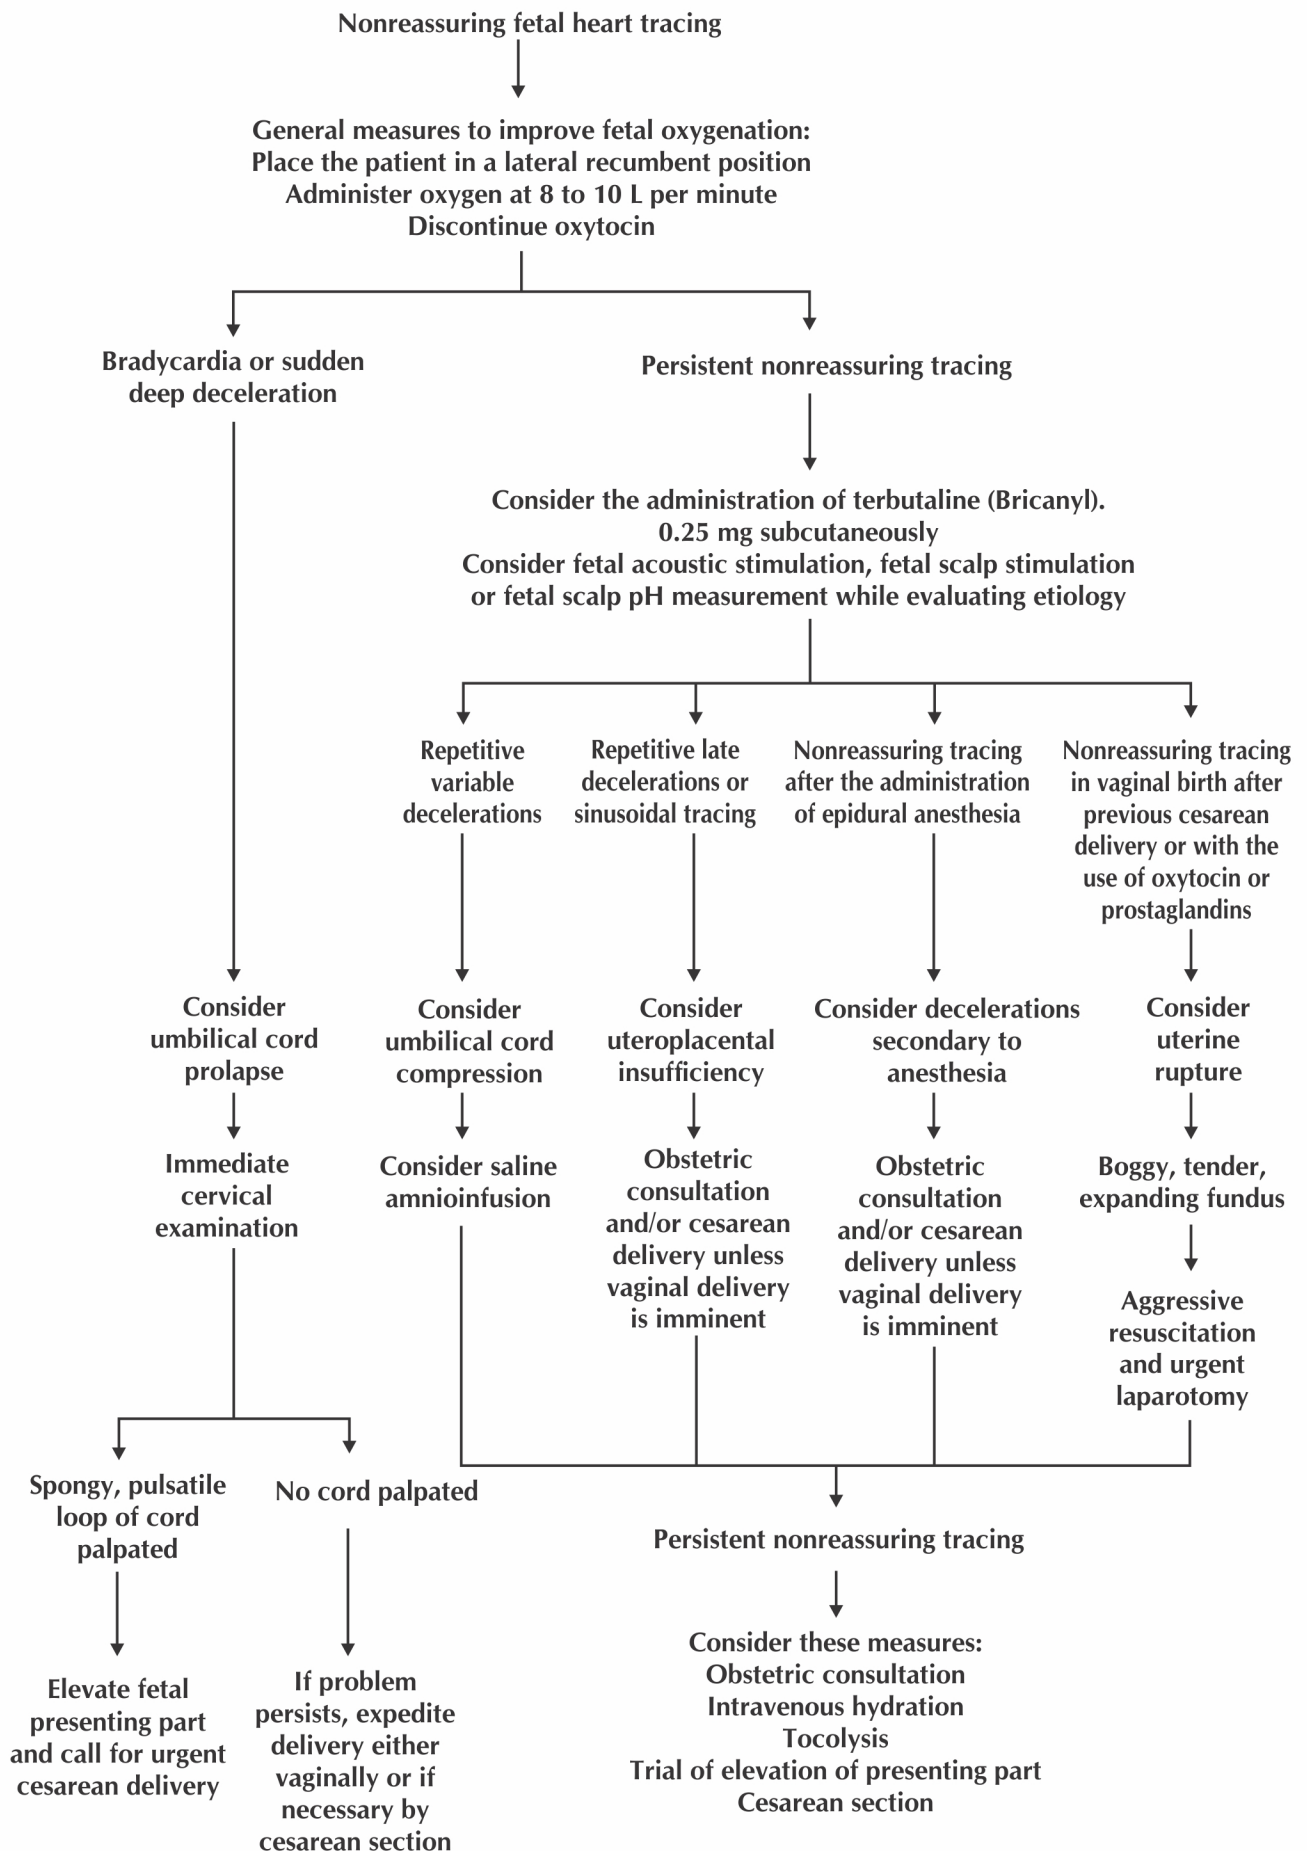 Nonreassuring fetal heart tracing
General measures to improve fetal oxygenation:
Place the patient in a lateral recumbent position
Administer oxygen at 8 to 10 L per minute
Discontinue oxytocin
Bradycardia or sudden
deep deceleration
Persistent nonreassuring tracing
Consider the administration of terbutaline (Bricanyl).
0.25 mg subcutaneously
Consider fetal acoustic stimulation, fetal scalp stimulation
or fetal scalp pH measurement while evaluating etiology
Repetitive
variable
decelerations
Repetitive late
decelerations or
sinusoidal tracing
Nonreassuring tracing
after the administration
of epidural anesthesia
Nonreassuring tracing
in vaginal birth after
previous cesarean
delivery or with the
use of oxytocin or
prostaglandins
Consider
umbilical cord
prolapse
Consider
umbilical cord
compression
Consider
uteroplacental
insufficiency
Consider decelerations
secondary to
anesthesia
Consider
uterine
rupture
Immediate
cervical
examination
Consider saline
amnioinfusion
Obstetric
consultation
and/or cesarean
delivery unless
vaginal delivery
is imminent
Obstetric
consultation
and/or cesarean
delivery unless
vaginal delivery
is imminent
Boggy, tender,
expanding fundus
Aggressive
resuscitation
and urgent
laparotomy
Spongy, pulsatile
loop of cord
palpated
No cord palpated
Persistent nonreassuring tracing
Elevate fetal
presenting part
and call for urgent
cesarean delivery
If problem
persists, expedite
delivery either
vaginally or if
necessary by
cesarean section
Consider these measures:
Obstetric consultation
Intravenous hydration
Tocolysis
Trial of elevation of presenting part
Cesarean section